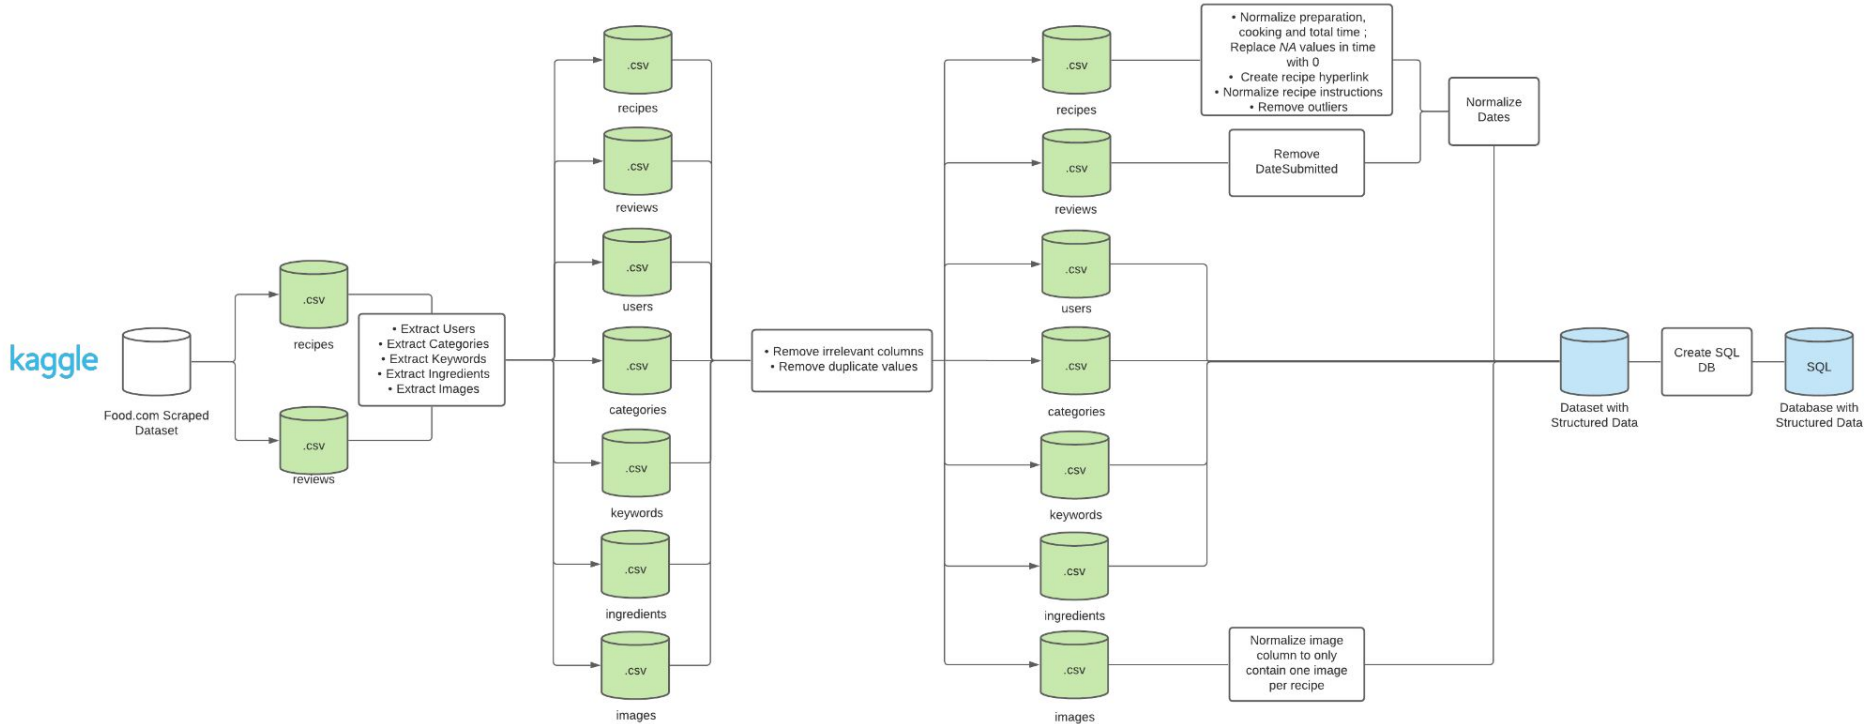 kaggle
Food.com Scraped
Dataset
.csv
recipes
.csv
reviews
• Extract Users
• Extract Categories
• Extract Keywords
• Extract Ingredients
• Extract Images
.csv
recipes
.csv
reviews
.csv
users
.csv
categories
.csv
keywords
.csv
ingredients
.csv
images
• Remove irrelevant columns
• Remove duplicate values
.csv
recipes
.csv
reviews
.csv
users
.csv
categories
.csv
keywords
.csv
ingredients
.csv
images
• Normalize preparation,
cooking and total time ;
Replace NA values in time
with 0
• Create recipe hyperlink
• Normalize recipe instructions
• Remove outliers
Remove
DateSubmitted
Normalize
Dates
Normalize image
column to only
contain one image
per recipe
Dataset with
Structured Data
Create SQL
DB
SQL
Database with
Structured Data